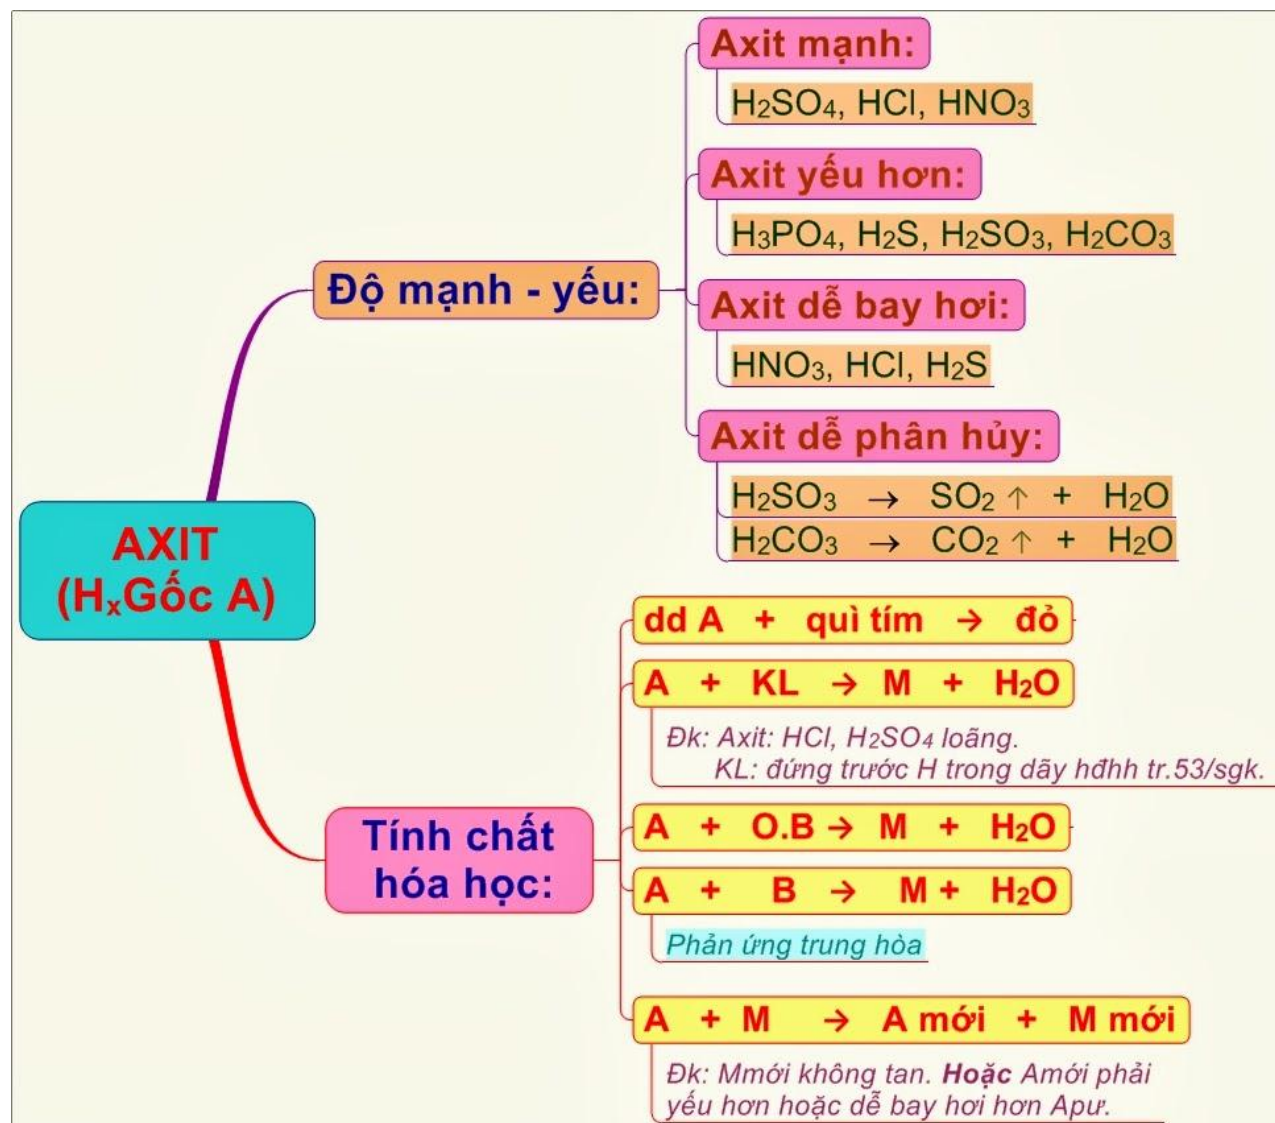 AXIT
(HₓGốc A)
Độ mạnh - yếu:
Axit mạnh:
H₂SO₄, HCl, HNO₃
Axit yếu hơn:
H₃PO₄, H₂S, H₂SO₃, H₂CO₃
Axit dễ bay hơi:
HNO₃, HCl, H₂S
Axit dễ phân hủy:
H₂SO₃ → SO₂ ↑ + H₂O
H₂CO₃ → CO₂ ↑ + H₂O
Tính chất
hóa học:
dd A + quì tím → đỏ
A + KL → M + H₂O
Đk: Axit: HCl, H₂SO₄ loãng.
KL: đứng trước H trong dãy hđhh tr.53/sgk.
A + O.B → M + H₂O
A + B → M + H₂O
Phản ứng trung hòa
A + M → A mới + M mới
Đk: Mmới không tan. Hoặc Amới phải
yếu hơn hoặc dễ bay hơi hơn Apư.